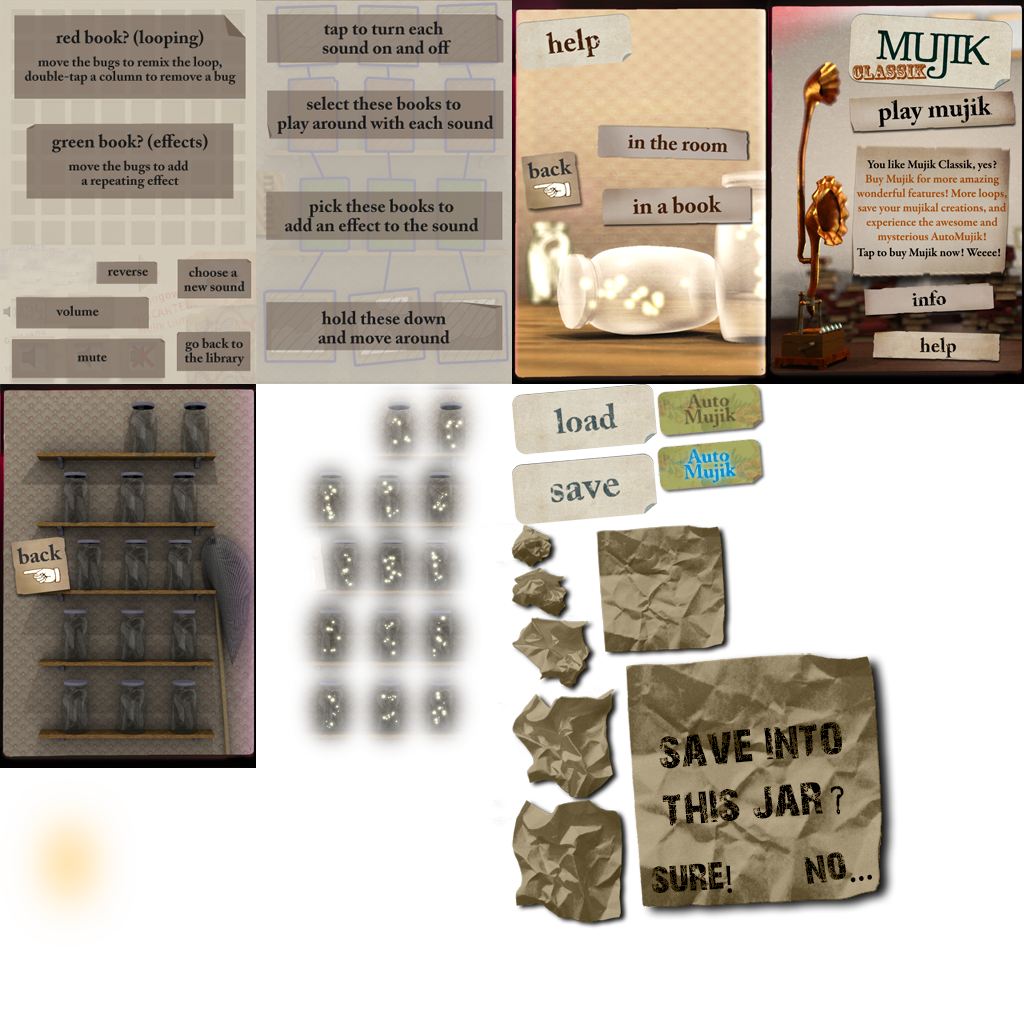 red book? (looping)
move the bugs to remix the loop,
double-tap a column to remove a bug
green book? (effects)
move the bugs to add
a repeating effect
reverse
choose a
new sound
volume
mute
go back to
the library
tap to turn each
sound on and off
select these books to
play around with each sound
pick these books to
add an effect to the sound
hold these down
and move around
help
in the room
back
in a book
MUJIK
CLASSIK
play mujik
You like Mujik Classik, yes?
Buy Mujik for more amazing
wonderful features! More loops,
save your mujikal creations, and
experience the awesome and
mysterious AutoMujik!
Tap to buy Mujik now! Weeee!
info
help
back
load
Auto
Mujik
save
Auto
Mujik
SAVE INTO
THIS JAR?
SURE!
NO...